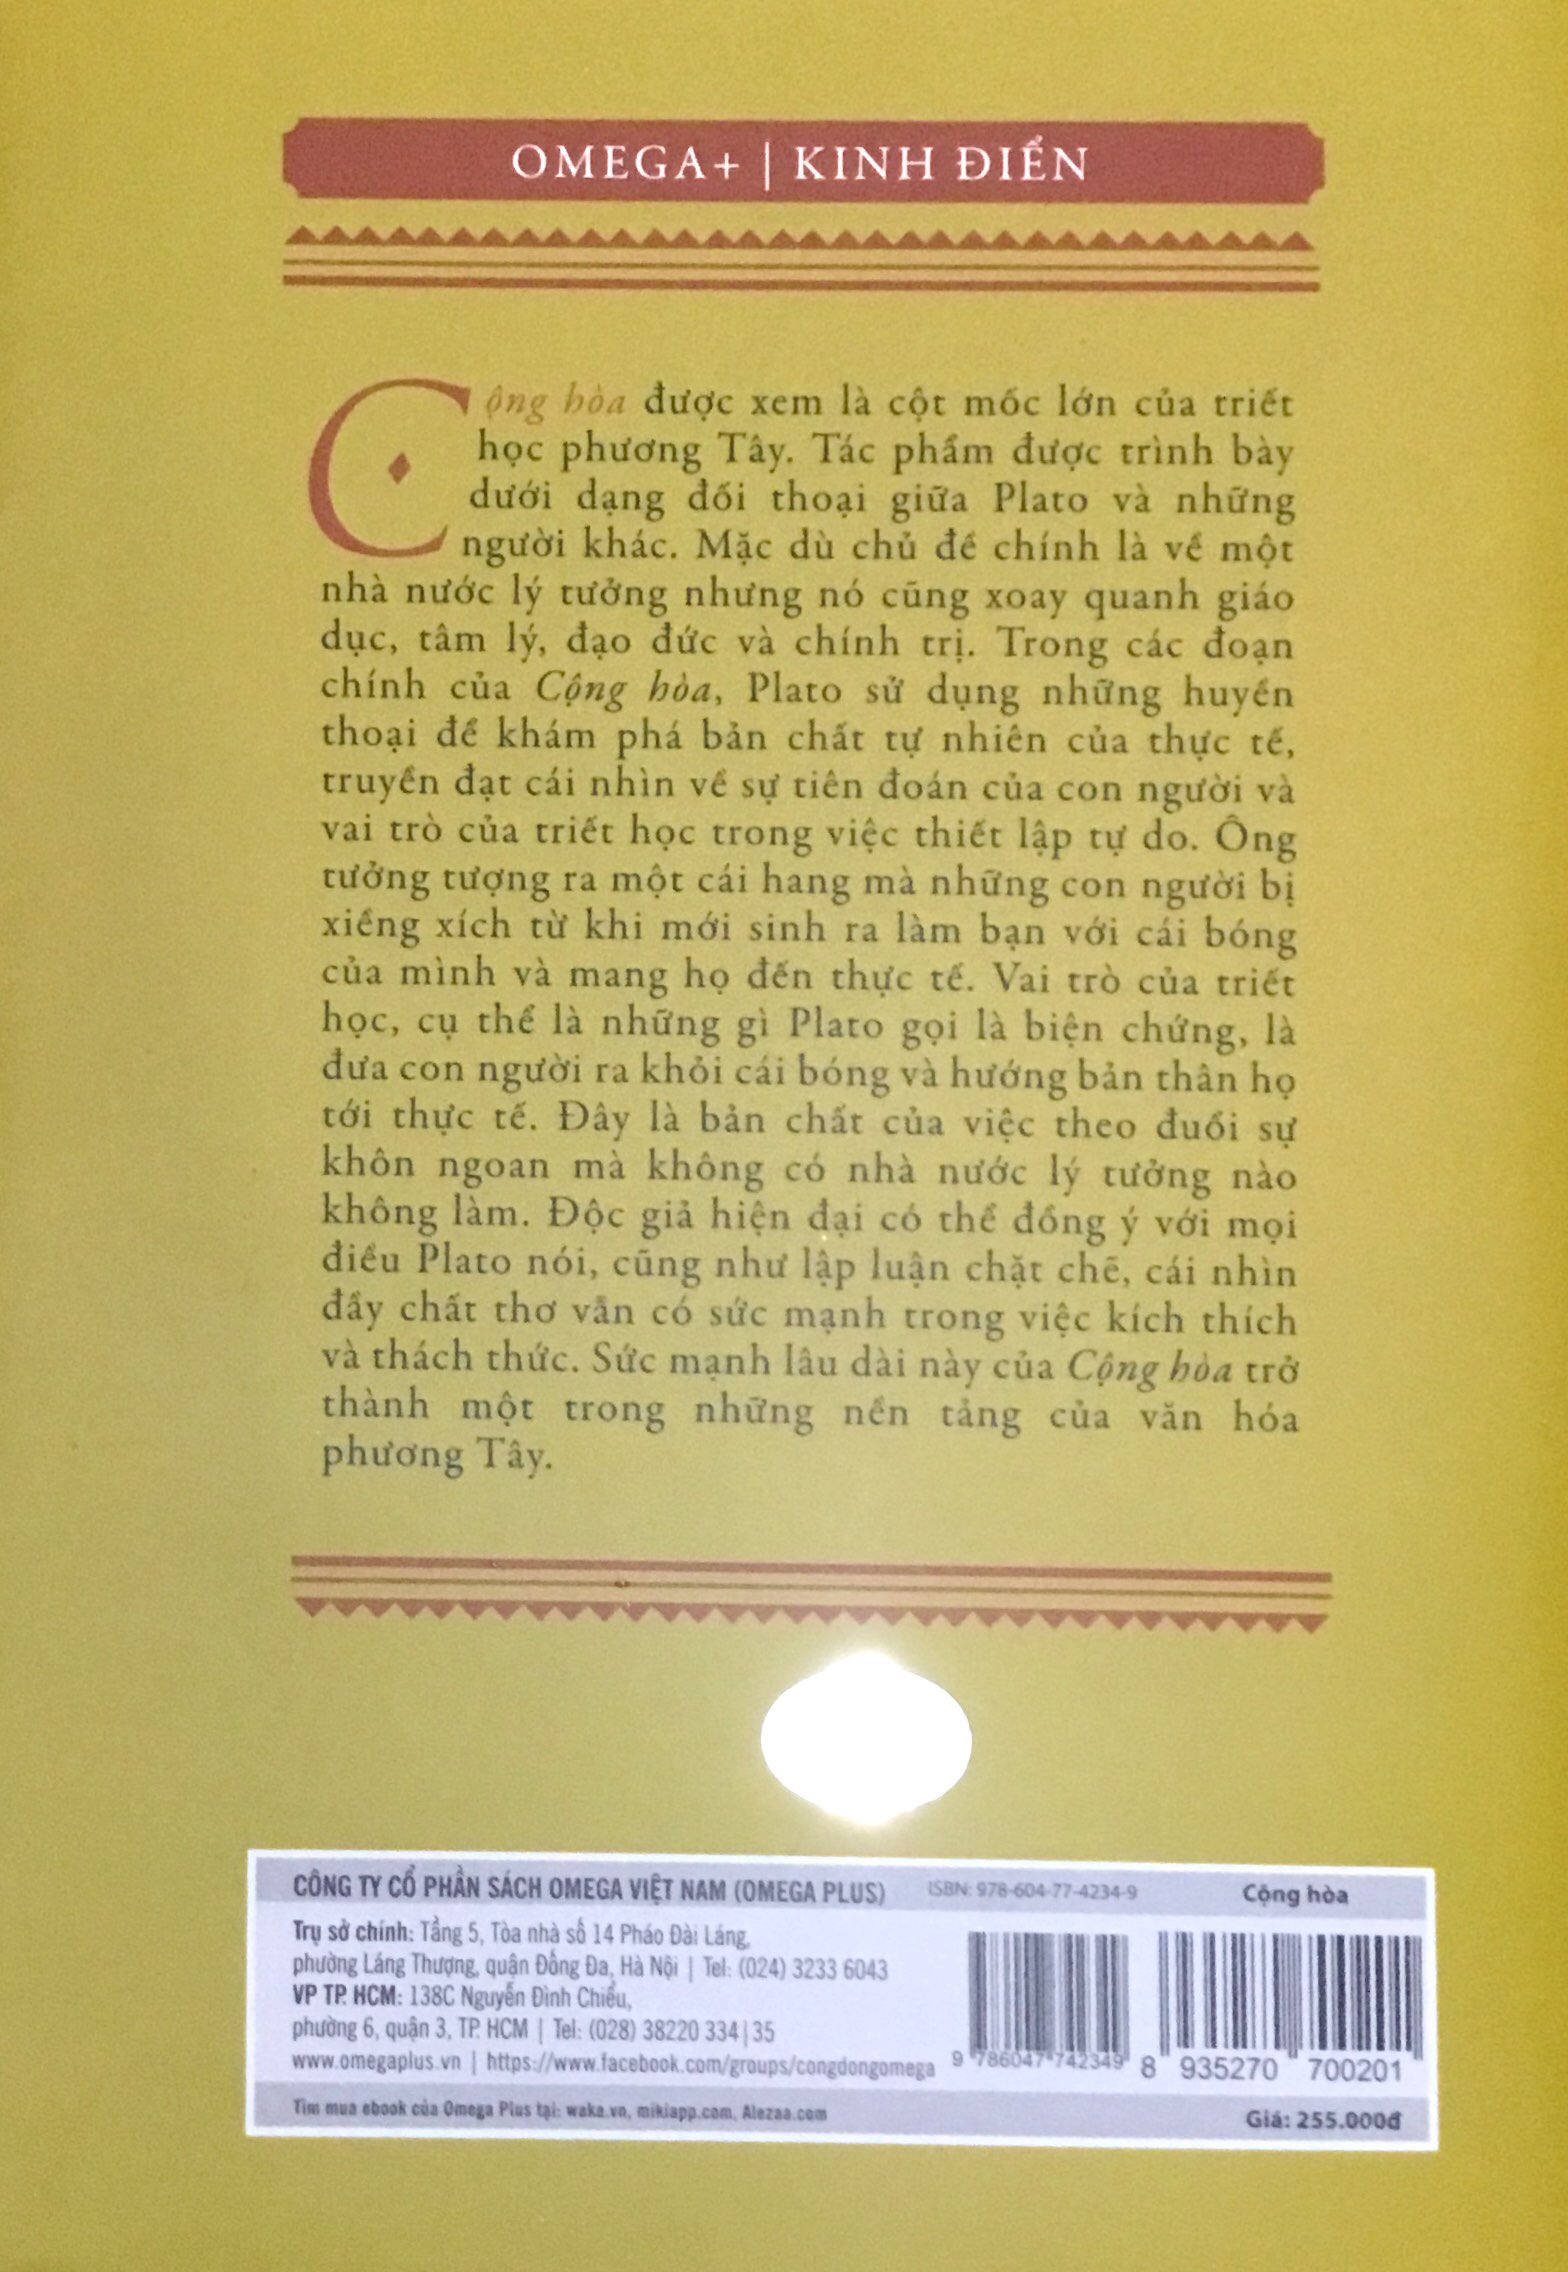 OMEGA+ | KINH ĐIỂN
Cộng hòa được xem là cột mốc lớn của triết
học phương Tây. Tác phẩm được trình bày
dưới dạng đối thoại giữa Plato và những
người khác. Mặc dù chủ đề chính là về một
nhà nước lý tưởng nhưng nó cũng xoay quanh giáo
dục, tâm lý, đạo đức và chính trị. Trong các đoạn
chính của Cộng hòa, Plato sử dụng những huyền
thoại để khám phá bản chất tự nhiên của thực tế,
truyền đạt cái nhìn về sự tiên đoán của con người và
vai trò của triết học trong việc thiết lập tự do. Ông
tưởng tượng ra một cái hang mà những con người bị
xiềng xích từ khi mới sinh ra làm bạn với cái bóng
của mình và mang họ đến thực tế. Vai trò của triết
học, cụ thể là những gì Plato gọi là biện chứng, là
đưa con người ra khỏi cái bóng và hướng bản thân họ
tới thực tế. Đây là bản chất của việc theo đuổi sự
khôn ngoan mà không có nhà nước lý tưởng nào
không làm. Độc giả hiện đại có thể đồng ý với mọi
điều Plato nói, cũng như lập luận chặt chẽ, cái nhìn
đầy chất thơ vẫn có sức mạnh trong việc kích thích
và thách thức. Sức mạnh lâu dài này của Cộng hòa trở
thành một trong những nền tảng của văn hóa
phương Tây.
CÔNG TY CỔ PHẦN SÁCH OMEGA VIỆT NAM (OMEGA PLUS)
Trụ sở chính: Tầng 5, Tòa nhà số 14 Pháo Đài Láng,
phường Láng Thượng, quận Đống Đa, Hà Nội | Tel: (024) 3233 6043
VP TP. HCM: 138C Nguyễn Đình Chiểu,
phường 6, quận 3, TP. HCM | Tel: (028) 38220 334|35
www.omegaplus.vn | https://www.facebook.com/groups/congdongomega
Tìm mua ebook của Omega Plus tại: waka.vn, mikiapp.com, Alezaa.com
ISBN: 978-604-77-4234-9
Cộng hòa
9 786047 742349
8 935270 700201
Giá: 255.000đ